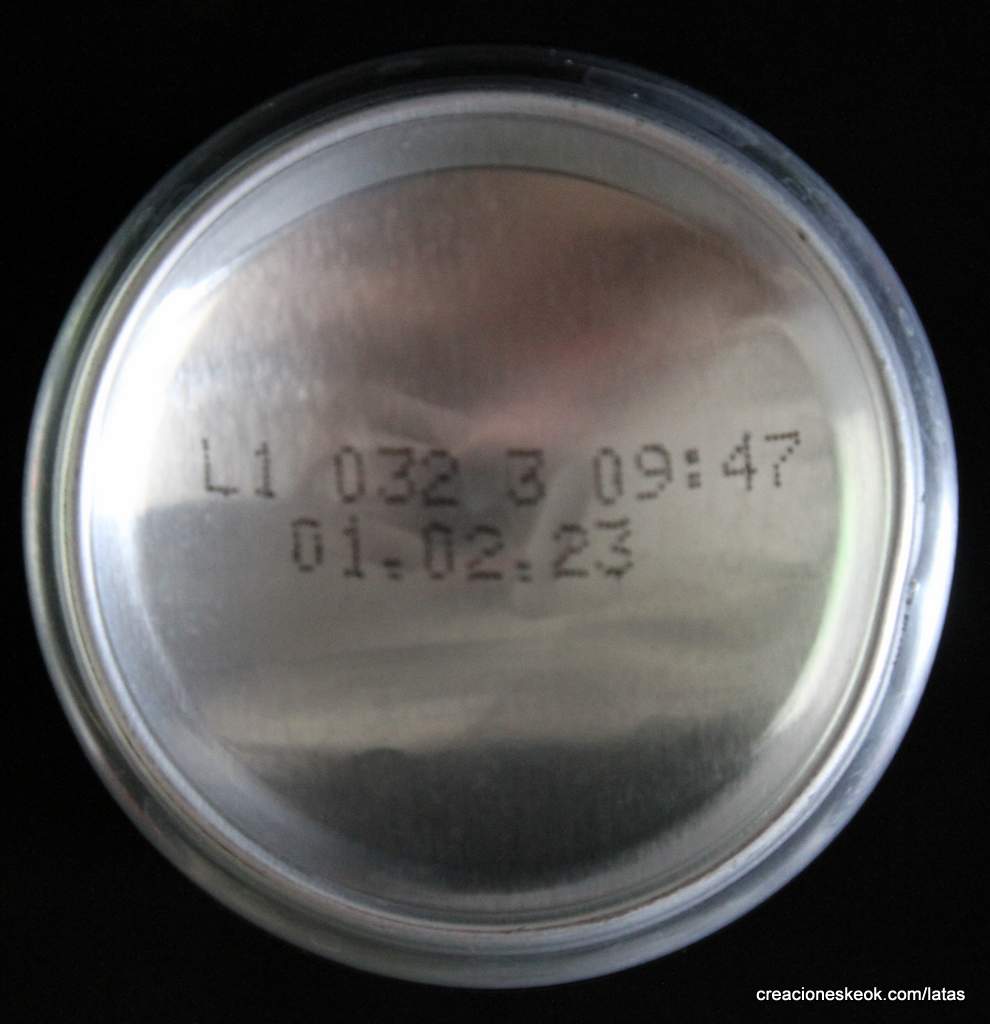 L1 032 3 09:47
01.02.23
creacioneskeok.com/latas